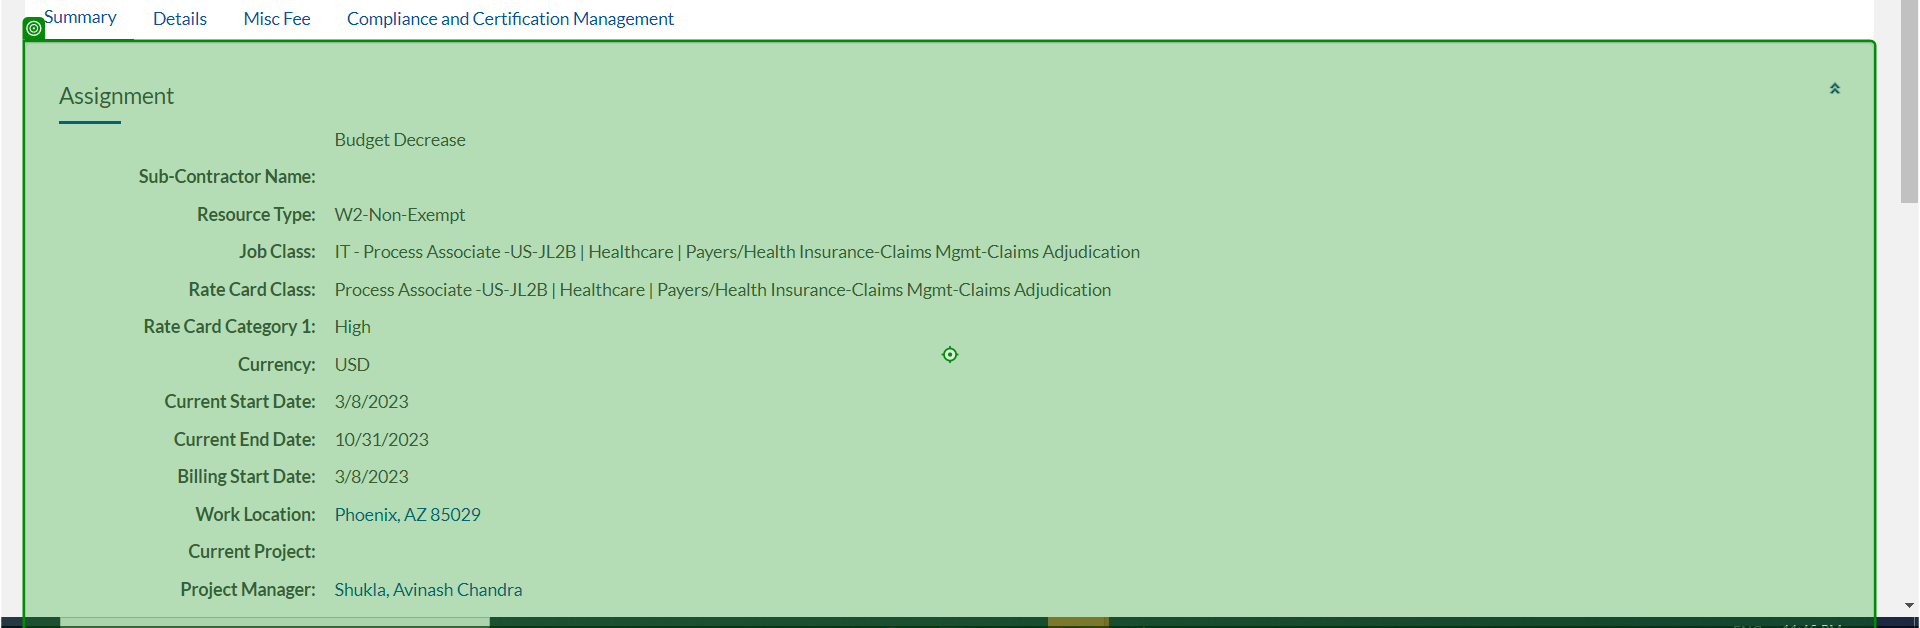 Summary Details Misc Fee Compliance and Certification Management
Assignment
Budget Decrease
Sub-Contractor Name:
Resource Type: W2-Non-Exempt
Job Class: IT - Process Associate -US-JL2B | Healthcare | Payers/Health Insurance-Claims Mgmt-Claims Adjudication
Rate Card Class: Process Associate -US-JL2B | Healthcare | Payers/Health Insurance-Claims Mgmt-Claims Adjudication
Rate Card Category 1: High
Currency: USD
Current Start Date: 3/8/2023
Current End Date: 10/31/2023
Billing Start Date: 3/8/2023
Work Location: Phoenix, AZ 85029
Current Project:
Project Manager: Shukla, Avinash Chandra